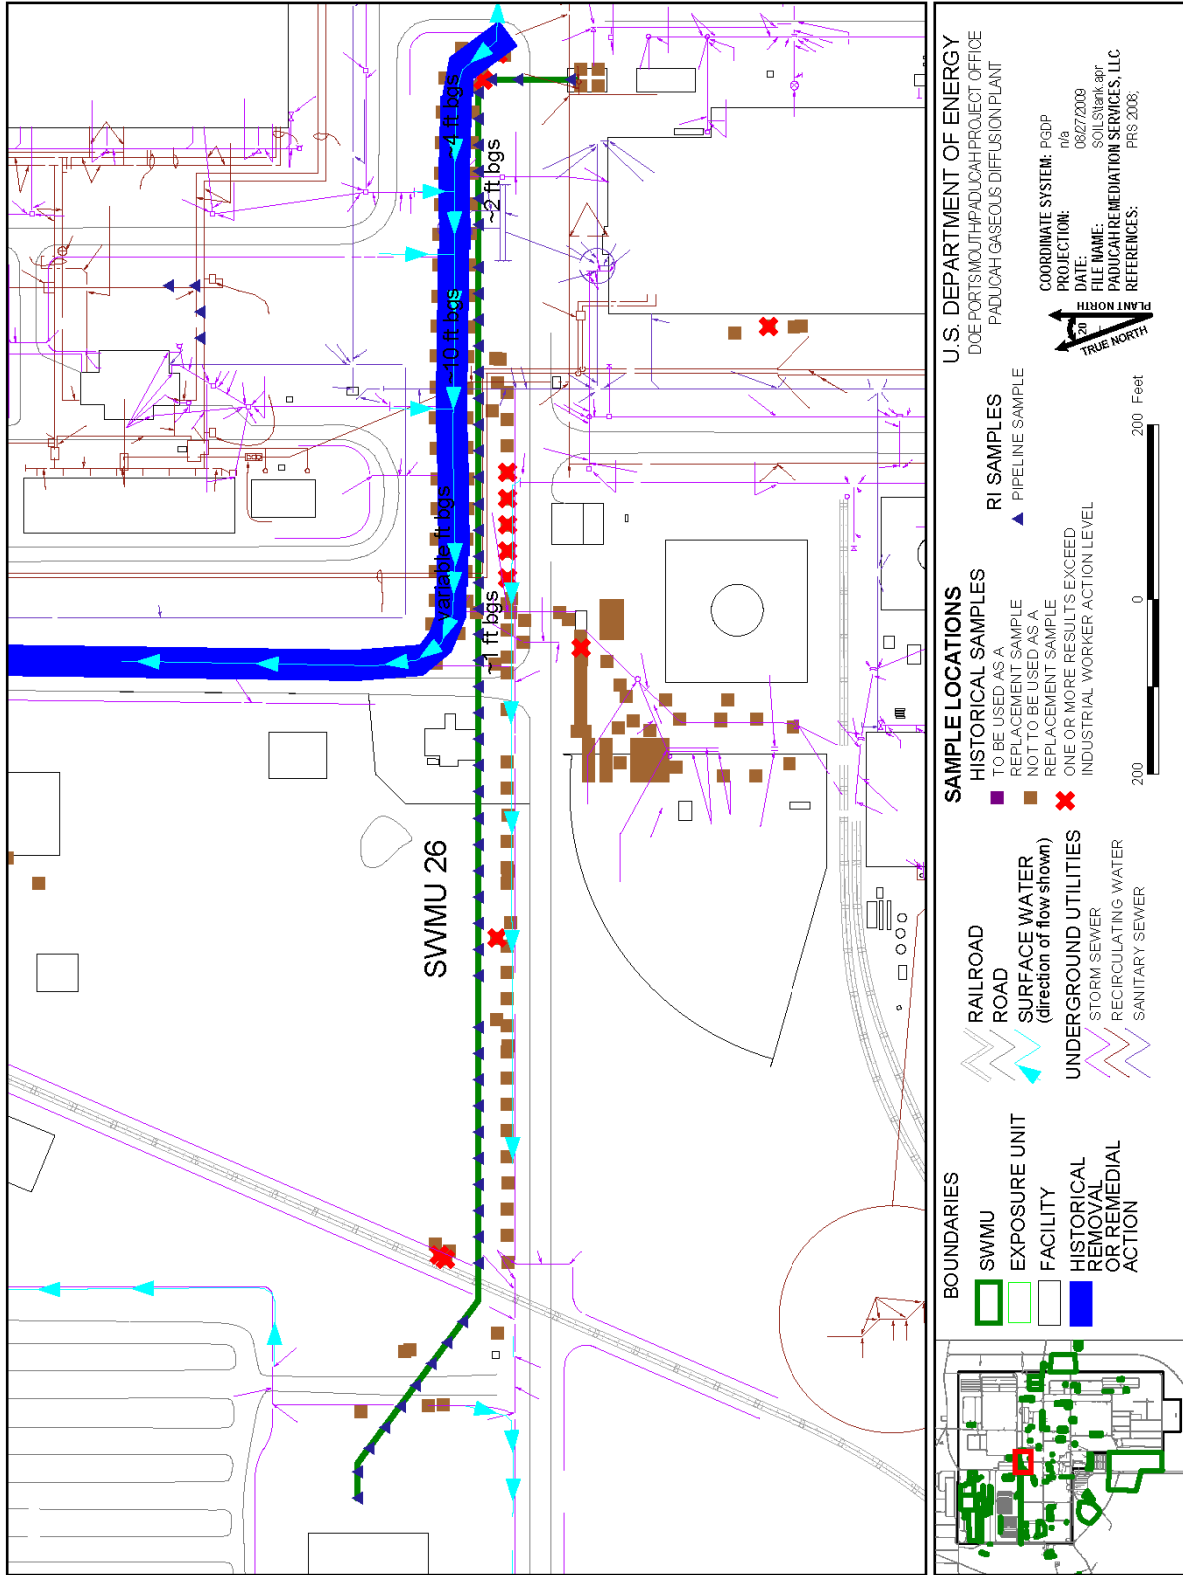 SWMU 26
~4 ft bgs
~2 ft bgs
~10 ft bgs
variable ft bgs
~1 ft bgs
BOUNDARIES
SWMU
EXPOSURE UNIT
FACILITY
HISTORICAL
REMOVAL
OR REMEDIAL
ACTION
RAILROAD
ROAD
SURFACE WATER
(direction of flow shown)
UNDERGROUND UTILITIES
STORM SEWER
RECIRCULATING WATER
SANITARY SEWER
SAMPLE LOCATIONS
HISTORICAL SAMPLES
TO BE USED AS A
REPLACEMENT SAMPLE
NOT TO BE USED AS A
REPLACEMENT SAMPLE
ONE OR MORE RESULTS EXCEED
INDUSTRIAL WORKER ACTION LEVEL
RI SAMPLES
PIPELINE SAMPLE
200 0 200 Feet
U.S. DEPARTMENT OF ENERGY
DOE PORTSMOUTH/PADUCAH PROJECT OFFICE
PADUCAH GASEOUS DIFFUSION PLANT
TRUE NORTH
20
PLANT NORTH
COORDINATE SYSTEM: PGDP
PROJECTION: n/a
DATE: 08/27/2009
FILE NAME: SOILS\tank.apr
PADUCAH REMEDIATION SERVICES, LLC
REFERENCES: PRS 2008;